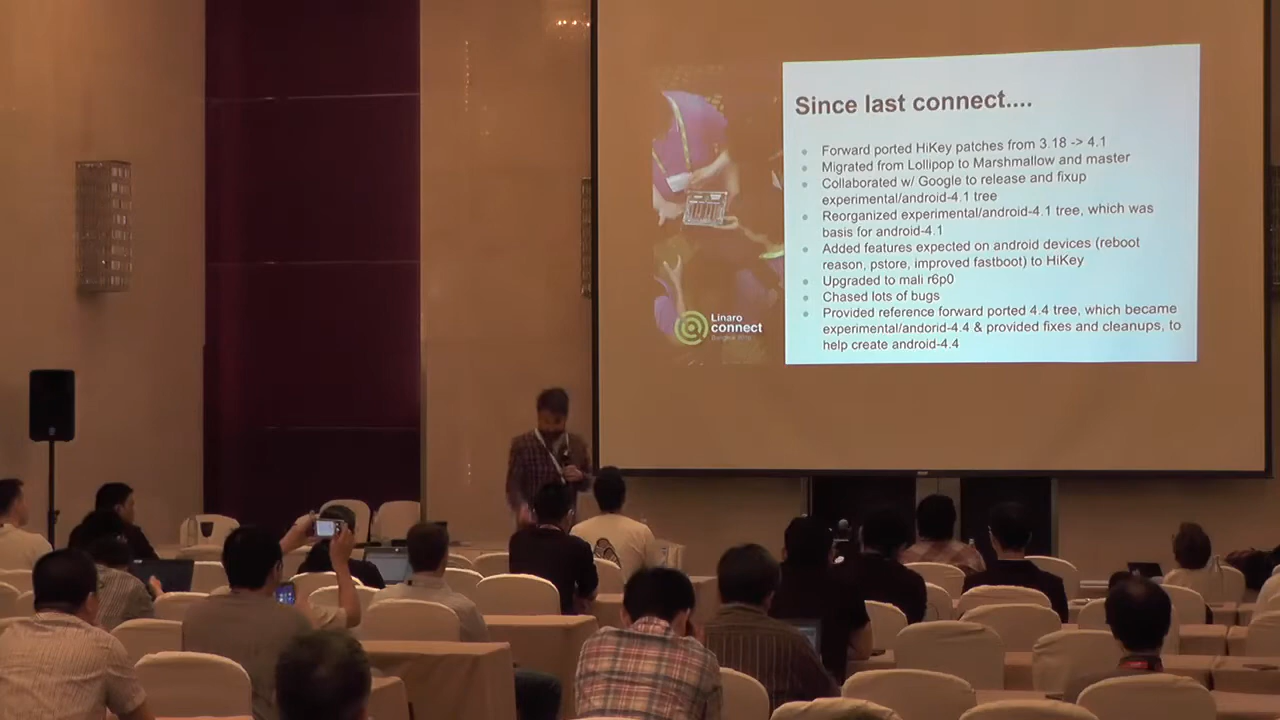 Since last connect....
Forward ported HiKey patches from 3.18 -> 4.1
Migrated from Lollipop to Marshmallow and master
Collaborated w/ Google to release and fixup
experimental/android-4.1 tree
Reorganized experimental/android-4.1 tree, which was
basis for android-4.1
Added features expected on android devices (reboot
reason, pstore, improved fastboot) to HiKey
Upgraded to mali r6p0
Chased lots of bugs
Provided reference forward ported 4.4 tree, which became
experimental/andorid-4.4 & provided fixes and cleanups, to
help create android-4.4
Linaro
connect